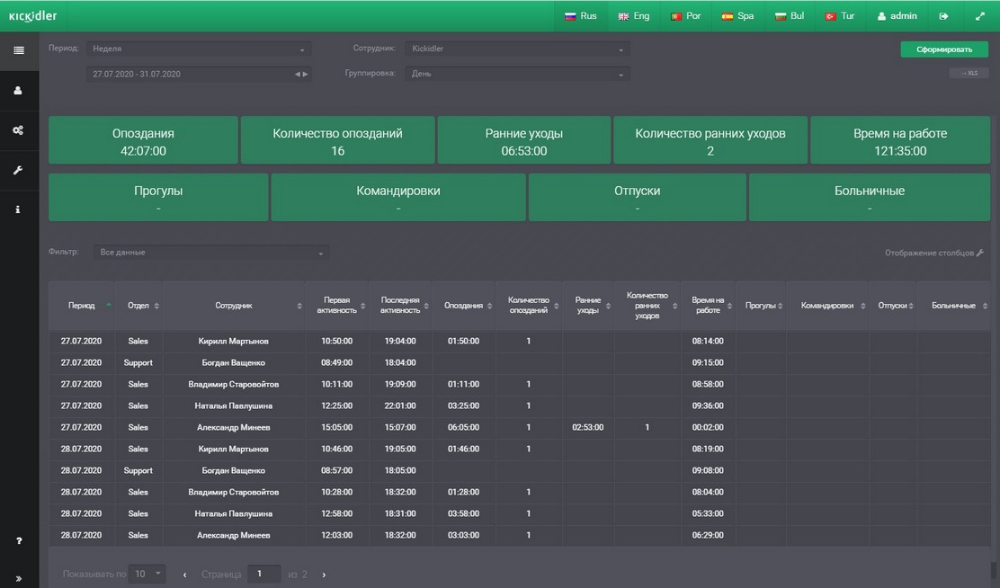 KICKidler Rus Eng Por Spa Bul Tur admin
Период: Неделя Сотрудник: Kickidler Сформировать
27.07.2020 - 31.07.2020 Группировка: День → XLS
Опоздания Количество опозданий Ранние уходы Количество ранних уходов Время на работе
42:07:00 16 06:53:00 2 121:35:00
Прогулы Командировки Отпуски Больничные
- - - -
Фильтр: Все данные Отображение столбцов
Период Отдел Сотрудник Первая активность Последняя активность Опоздания Количество опозданий Ранние уходы Количество ранних уходов Время на работе Прогулы Командировки Отпуски Больничные
27.07.2020 Sales Кирилл Мартынов 10:50:00 19:04:00 01:50:00 1 08:14:00
27.07.2020 Support Богдан Ващенко 08:49:00 18:04:00 09:15:00
27.07.2020 Sales Владимир Старовойтов 10:11:00 19:09:00 01:11:00 1 08:58:00
27.07.2020 Sales Наталья Павлушина 12:25:00 22:01:00 03:25:00 1 09:36:00
27.07.2020 Sales Александр Минеев 15:05:00 15:07:00 06:05:00 1 02:53:00 1 00:02:00
28.07.2020 Sales Кирилл Мартынов 10:46:00 19:05:00 01:46:00 1 08:19:00
28.07.2020 Support Богдан Ващенко 08:57:00 18:05:00 09:08:00
28.07.2020 Sales Владимир Старовойтов 10:28:00 18:32:00 01:28:00 1 08:04:00
28.07.2020 Sales Наталья Павлушина 12:58:00 18:31:00 03:58:00 1 05:33:00
28.07.2020 Sales Александр Минеев 12:03:00 18:32:00 03:03:00 1 06:29:00
Показывать по 10 ‹ Страница 1 из 2 ›